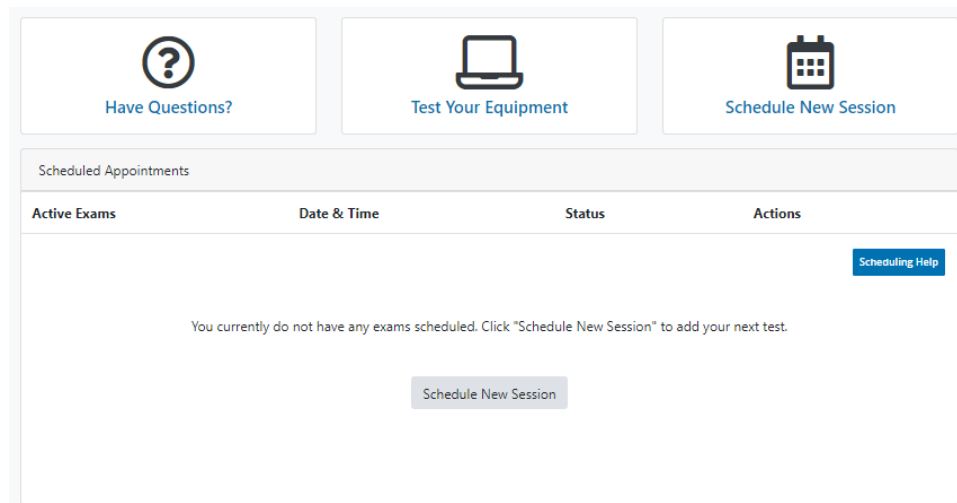 Have Questions?
Test Your Equipment
Schedule New Session
Scheduled Appointments
Active Exams Date & Time Status Actions
Scheduling Help
You currently do not have any exams scheduled. Click "Schedule New Session" to add your next test.
Schedule New Session